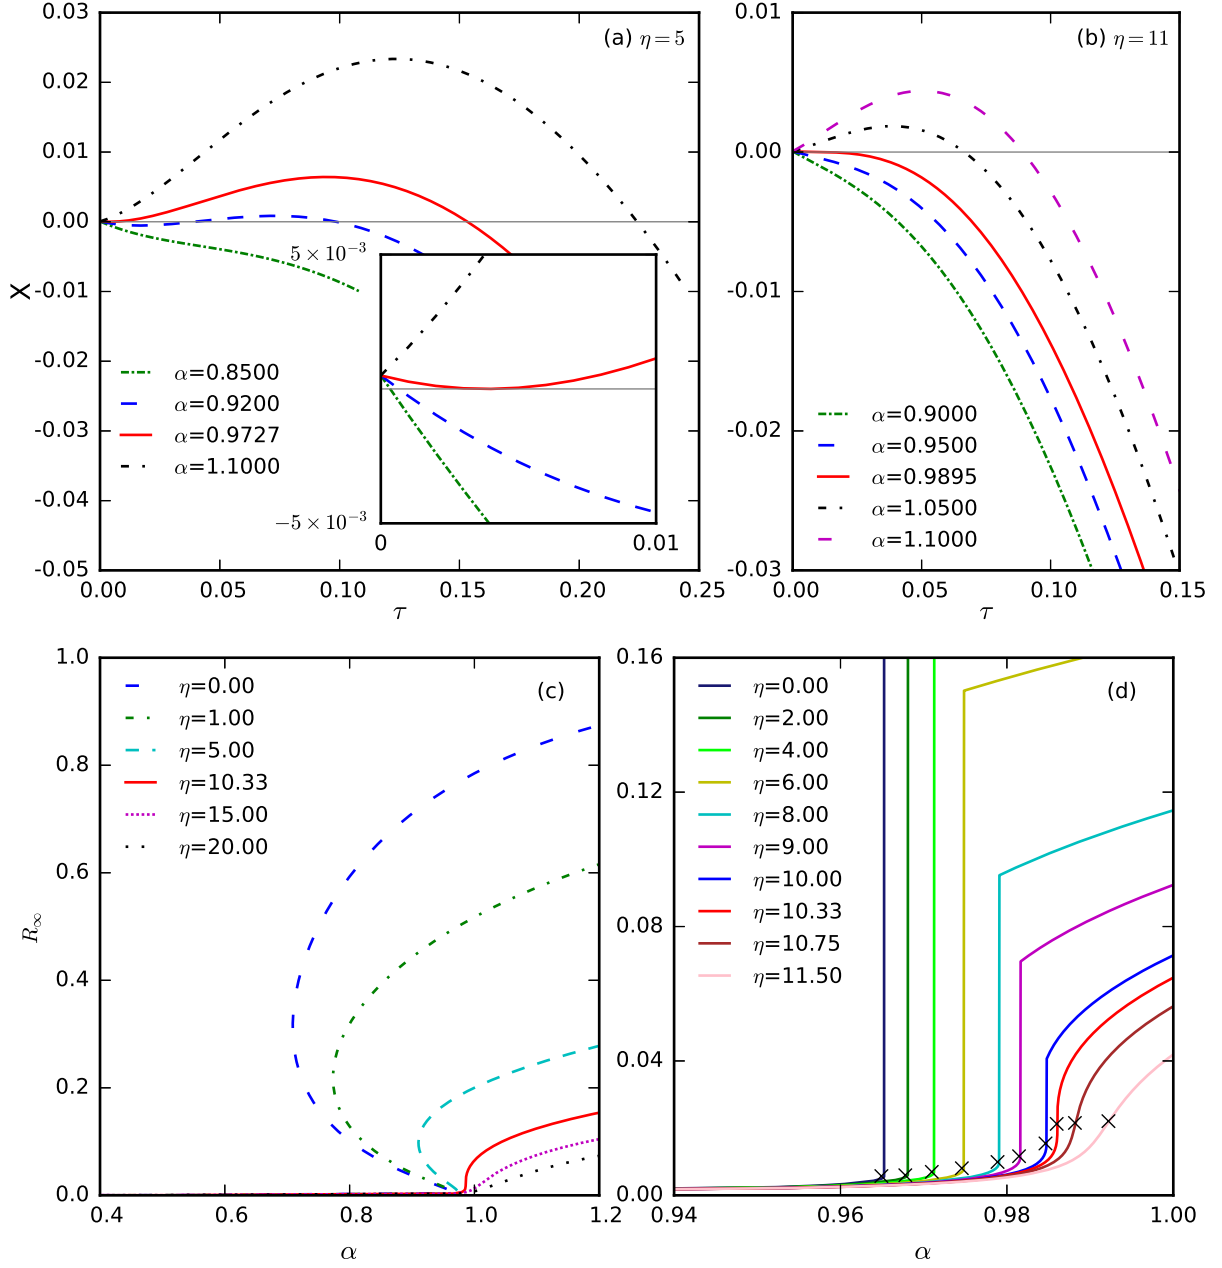 (a) η = 5
0.03
0.02
0.01
0.00
-0.01
-0.02
-0.03
-0.04
-0.05
X
5 × 10⁻³
−5 × 10⁻³
0
0.01
α=0.8500
α=0.9200
α=0.9727
α=1.1000
0.00
0.05
0.10
0.15
0.20
0.25
τ
(b) η = 11
0.01
0.00
-0.01
-0.02
-0.03
α=0.9000
α=0.9500
α=0.9895
α=1.0500
α=1.1000
0.00
0.05
0.10
0.15
τ
(c)
1.0
0.8
0.6
0.4
0.2
0.0
R∞
η=0.00
η=1.00
η=5.00
η=10.33
η=15.00
η=20.00
0.4
0.6
0.8
1.0
1.2
α
(d)
0.16
0.12
0.08
0.04
0.00
η=0.00
η=2.00
η=4.00
η=6.00
η=8.00
η=9.00
η=10.00
η=10.33
η=10.75
η=11.50
0.94
0.96
0.98
1.00
α